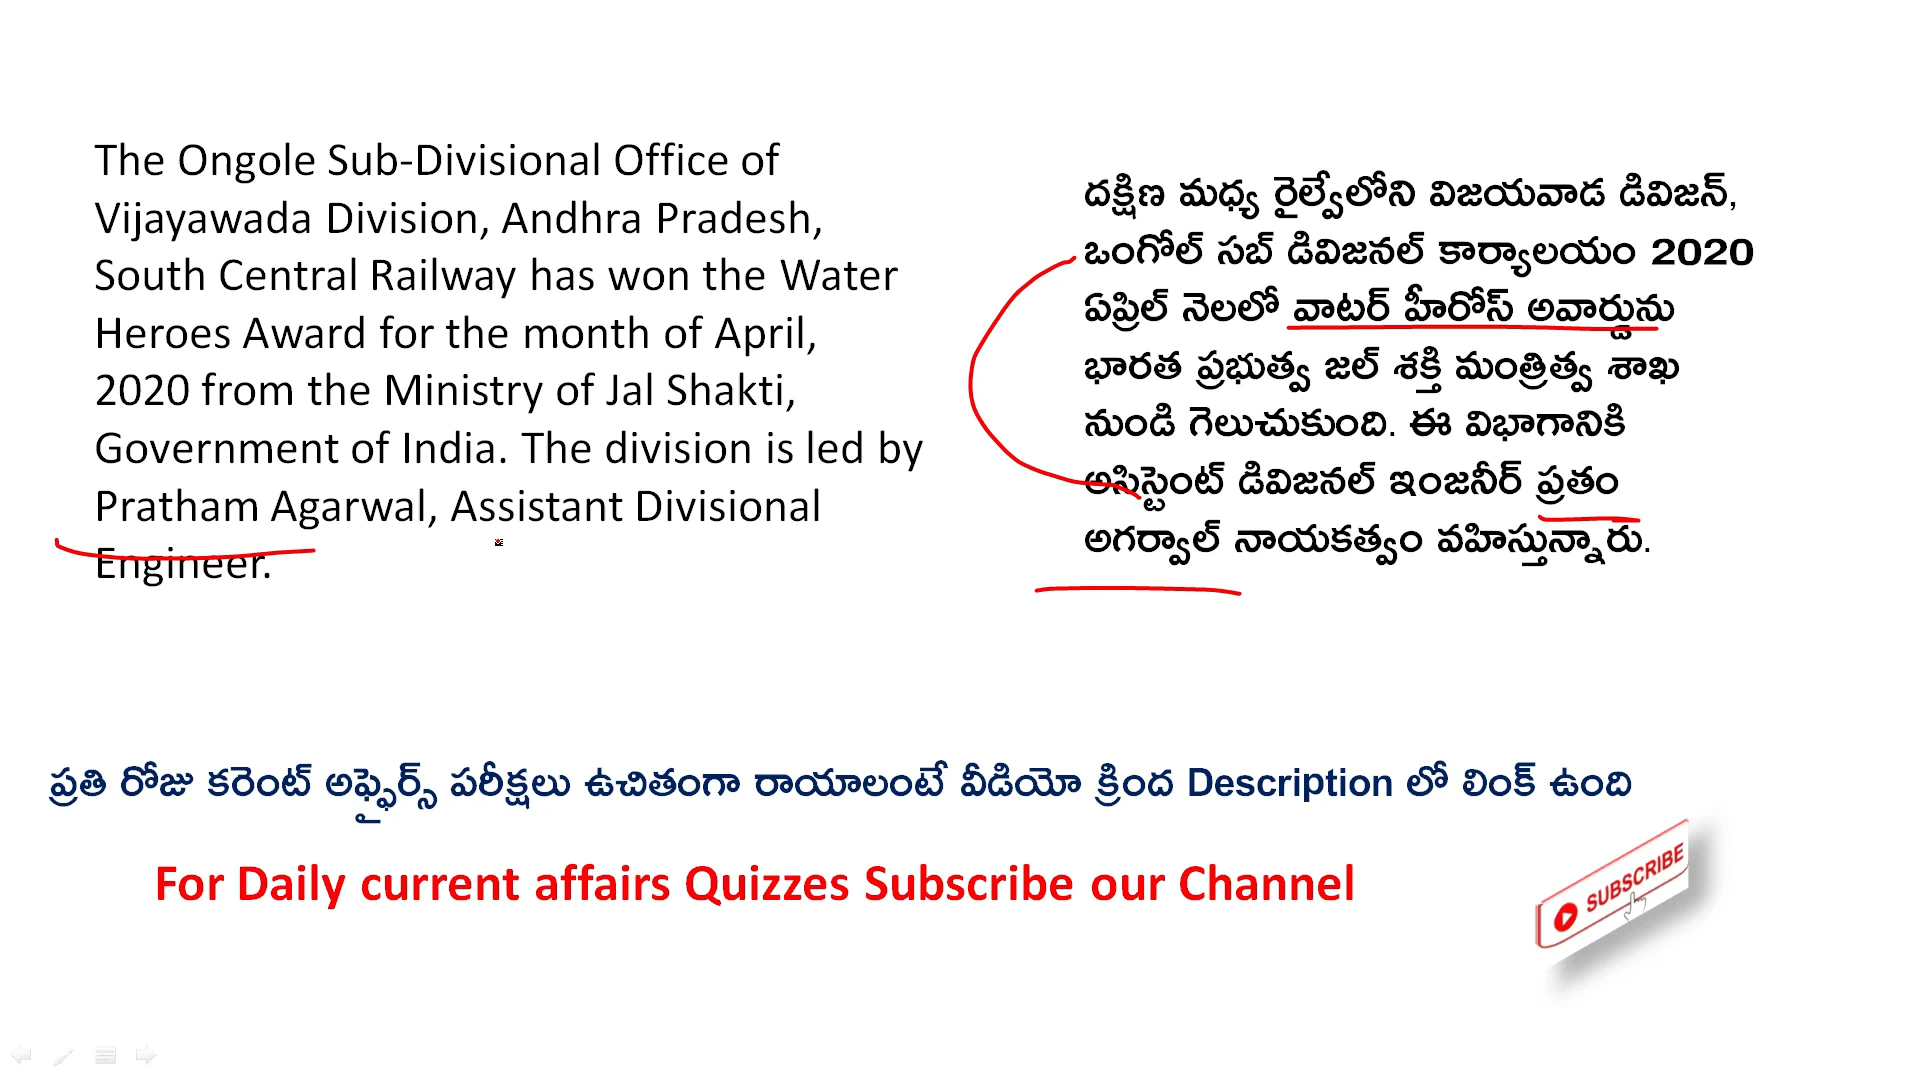 The Ongole Sub-Divisional Office of
Vijayawada Division, Andhra Pradesh,
South Central Railway has won the Water
Heroes Award for the month of April,
2020 from the Ministry of Jal Shakti,
Government of India. The division is led by
Pratham Agarwal, Assistant Divisional
Engineer.
దక్షిణ మధ్య రైల్వేలోని విజయవాడ డివిజన్,
ఒంగోల్ సబ్ డివిజనల్ కార్యాలయం 2020
ఏప్రిల్ నెలలో వాటర్ హీరోస్ అవార్డును
భారత ప్రభుత్వ జల్ శక్తి మంత్రిత్వ శాఖ
నుండి గెలుచుకుంది. ఈ విభాగానికి
అసిస్టెంట్ డివిజనల్ ఇంజనీర్ ప్రతం
అగర్వాల్ నాయకత్వం వహిస్తున్నారు.
ప్రతి రోజు కరెంట్ అఫ్ఫైర్స్ పరీక్షలు ఉచితంగా రాయాలంటే వీడియో క్రింద Description లో లింక్ ఉంది
For Daily current affairs Quizzes Subscribe our Channel
SUBSCRIBE